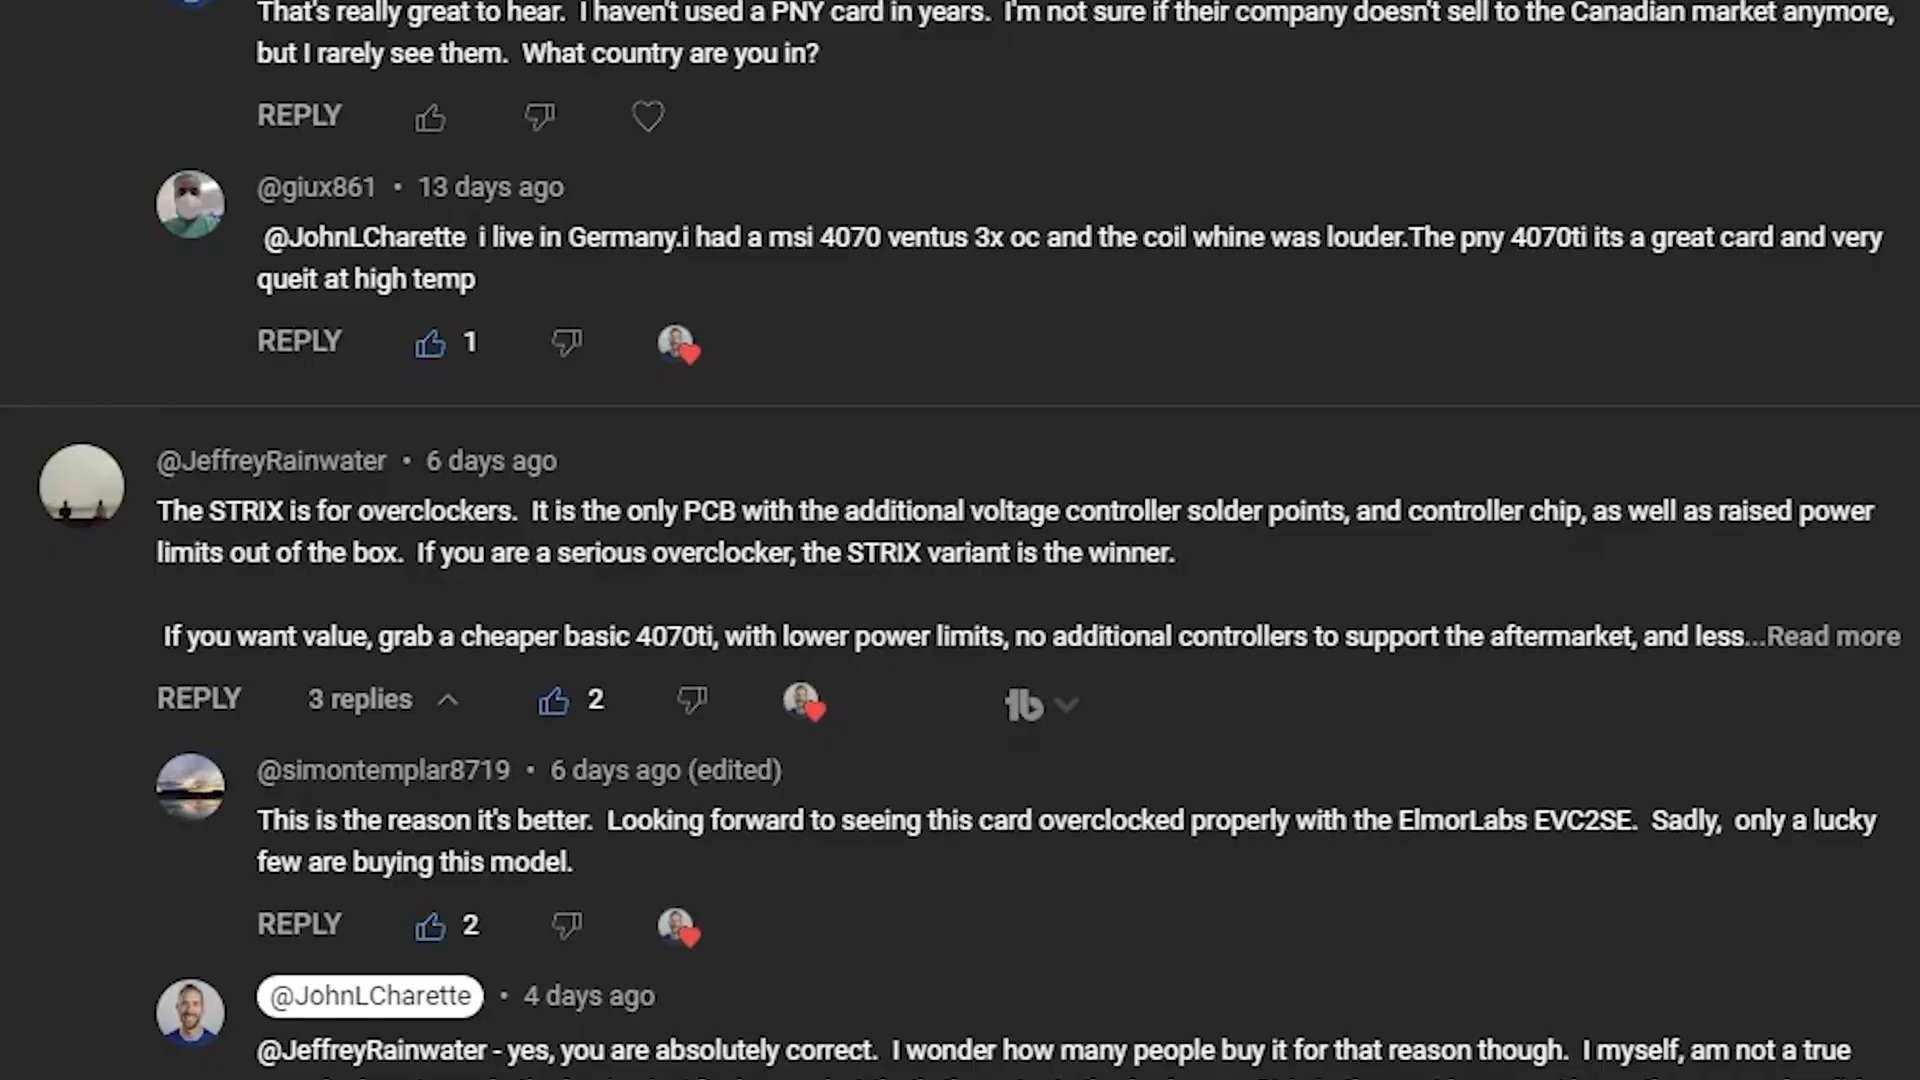 That's really great to hear.  I haven't used a PNY card in years.  I'm not sure if their company doesn't sell to the Canadian market anymore,
but I rarely see them.  What country are you in?
REPLY
@giux861 • 13 days ago
@JohnLCharette  i live in Germany.i had a msi 4070 ventus 3x oc and the coil whine was louder.The pny 4070ti its a great card and very
queit at high temp
REPLY 1
@JeffreyRainwater • 6 days ago
The STRIX is for overclockers.  It is the only PCB with the additional voltage controller solder points, and controller chip, as well as raised power
limits out of the box.  If you are a serious overclocker, the STRIX variant is the winner.
If you want value, grab a cheaper basic 4070ti, with lower power limits, no additional controllers to support the aftermarket, and less...Read more
REPLY 3 replies 2 tb
@simontemplar8719 • 6 days ago (edited)
This is the reason it's better.  Looking forward to seeing this card overclocked properly with the ElmorLabs EVC2SE.  Sadly,  only a lucky
few are buying this model.
REPLY 2
@JohnLCharette • 4 days ago
@JeffreyRainwater - yes, you are absolutely correct.  I wonder how many people buy it for that reason though.  I myself, am not a true